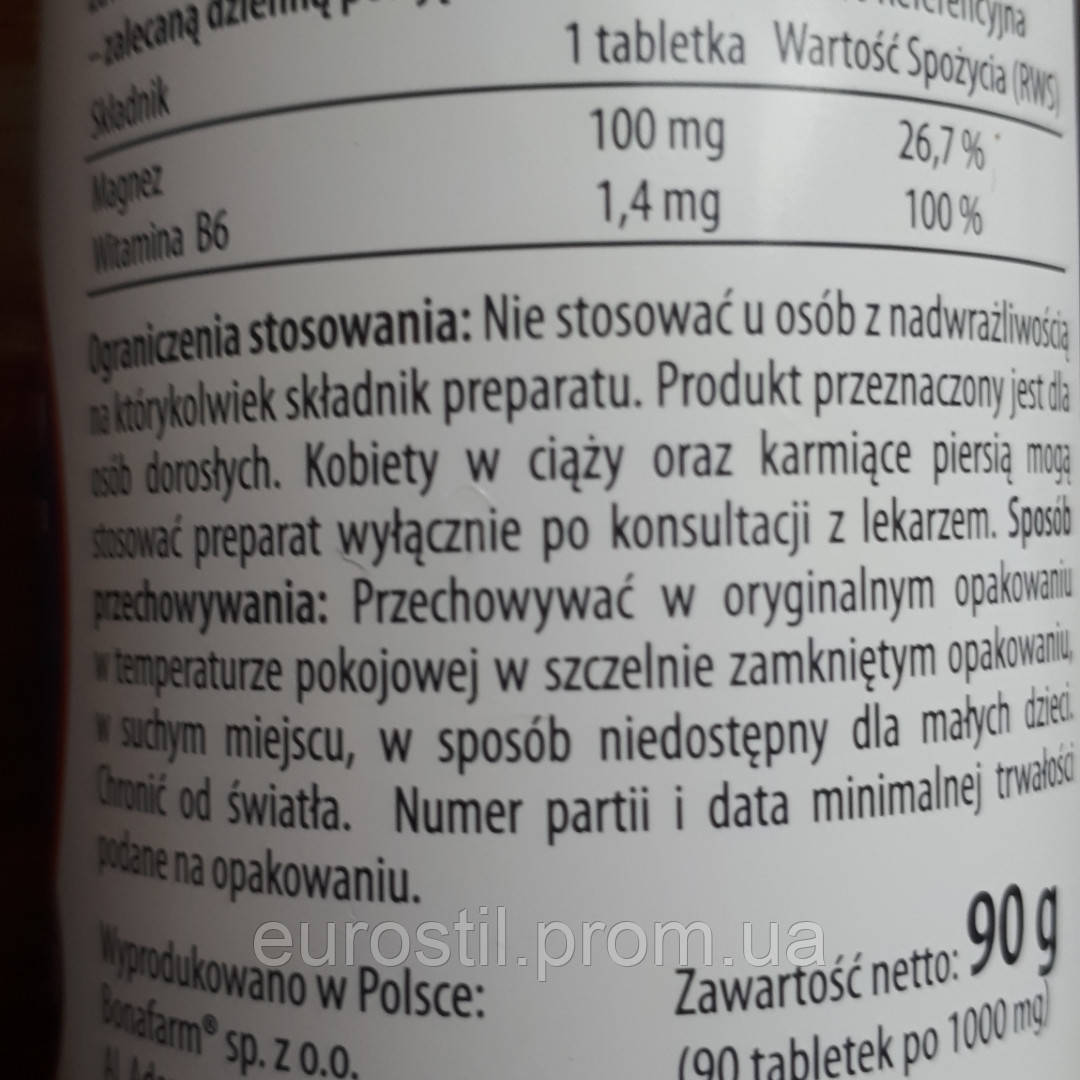 – zalecaną dzienną
1 tabletka Wartość Spożycia (RWS)
Składnik
Magnez 100 mg 26,7 %
Witamina B6 1,4 mg 100 %
Ograniczenia stosowania: Nie stosować u osób z nadwrażliwością
na którykolwiek składnik preparatu. Produkt przeznaczony jest dla
osób dorosłych. Kobiety w ciąży oraz karmiące piersią mogą
stosować preparat wyłącznie po konsultacji z lekarzem. Sposób
przechowywania: Przechowywać w oryginalnym opakowaniu
w temperaturze pokojowej w szczelnie zamkniętym opakowaniu,
w suchym miejscu, w sposób niedostępny dla małych dzieci.
Chronić od światła. Numer partii i data minimalnej trwałości
podane na opakowaniu.
eurostil.prom.ua
Wyprodukowano w Polsce:
Bonafarm® sp. z o.o.
Zawartość netto: 90 g
(90 tabletek po 1000 mg)